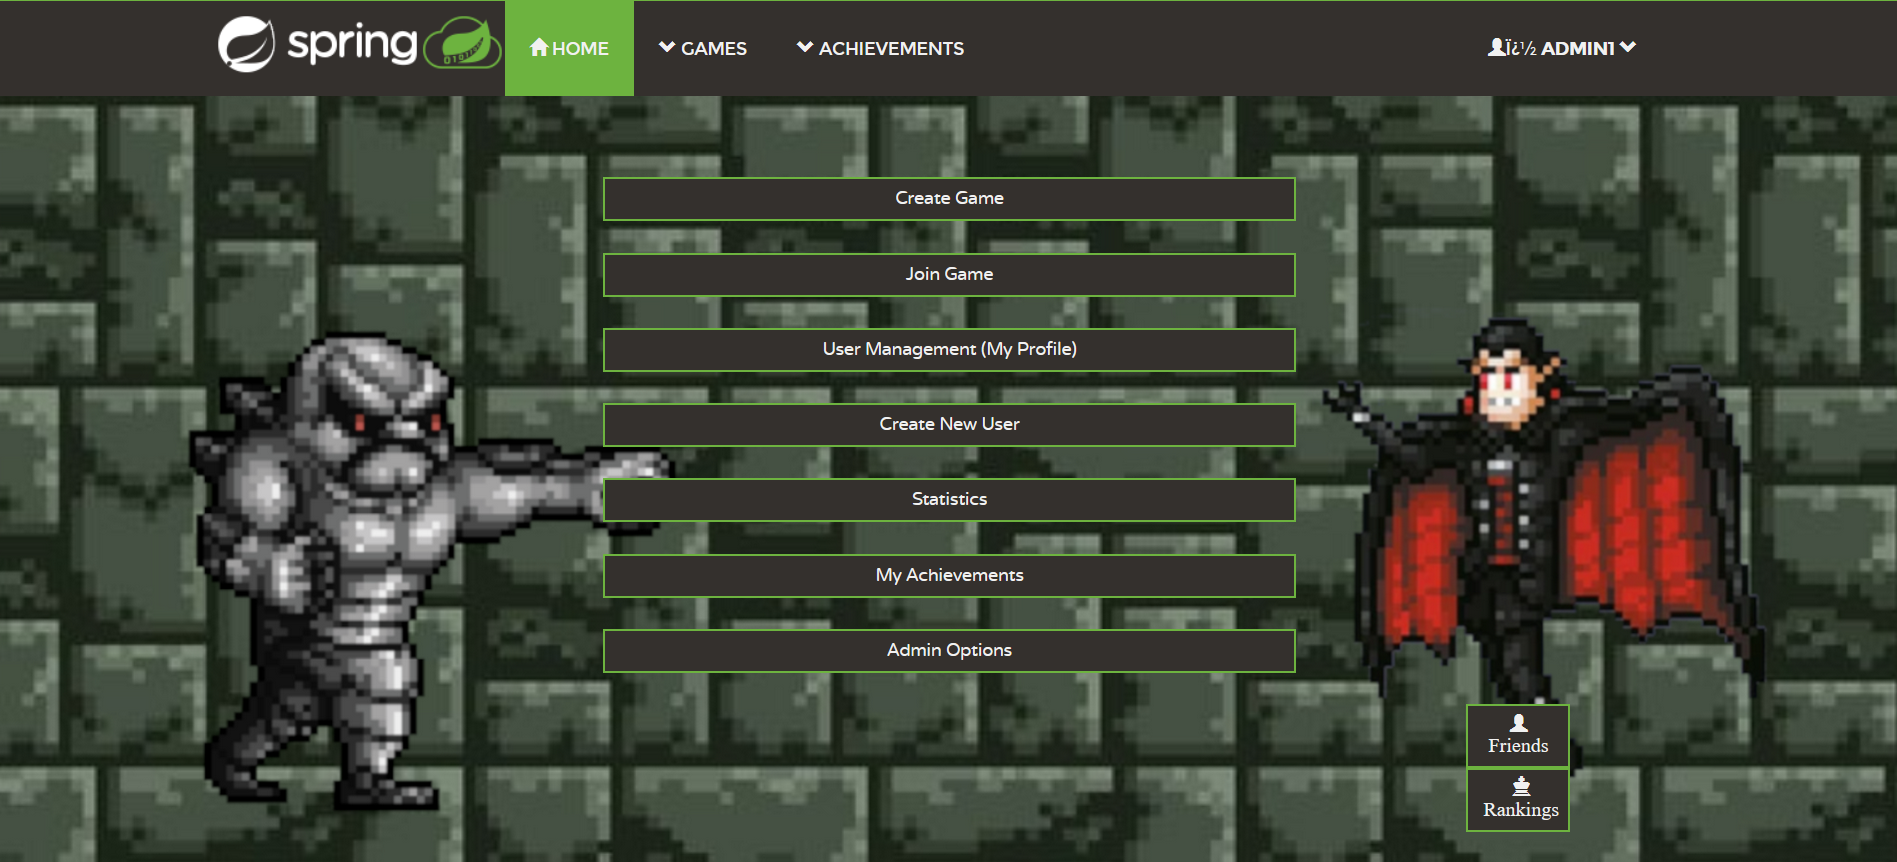 spring
HOME
GAMES
ACHIEVEMENTS
ï¿½ ADMIN1
Create Game
Join Game
User Management (My Profile)
Create New User
Statistics
My Achievements
Admin Options
Friends
Rankings